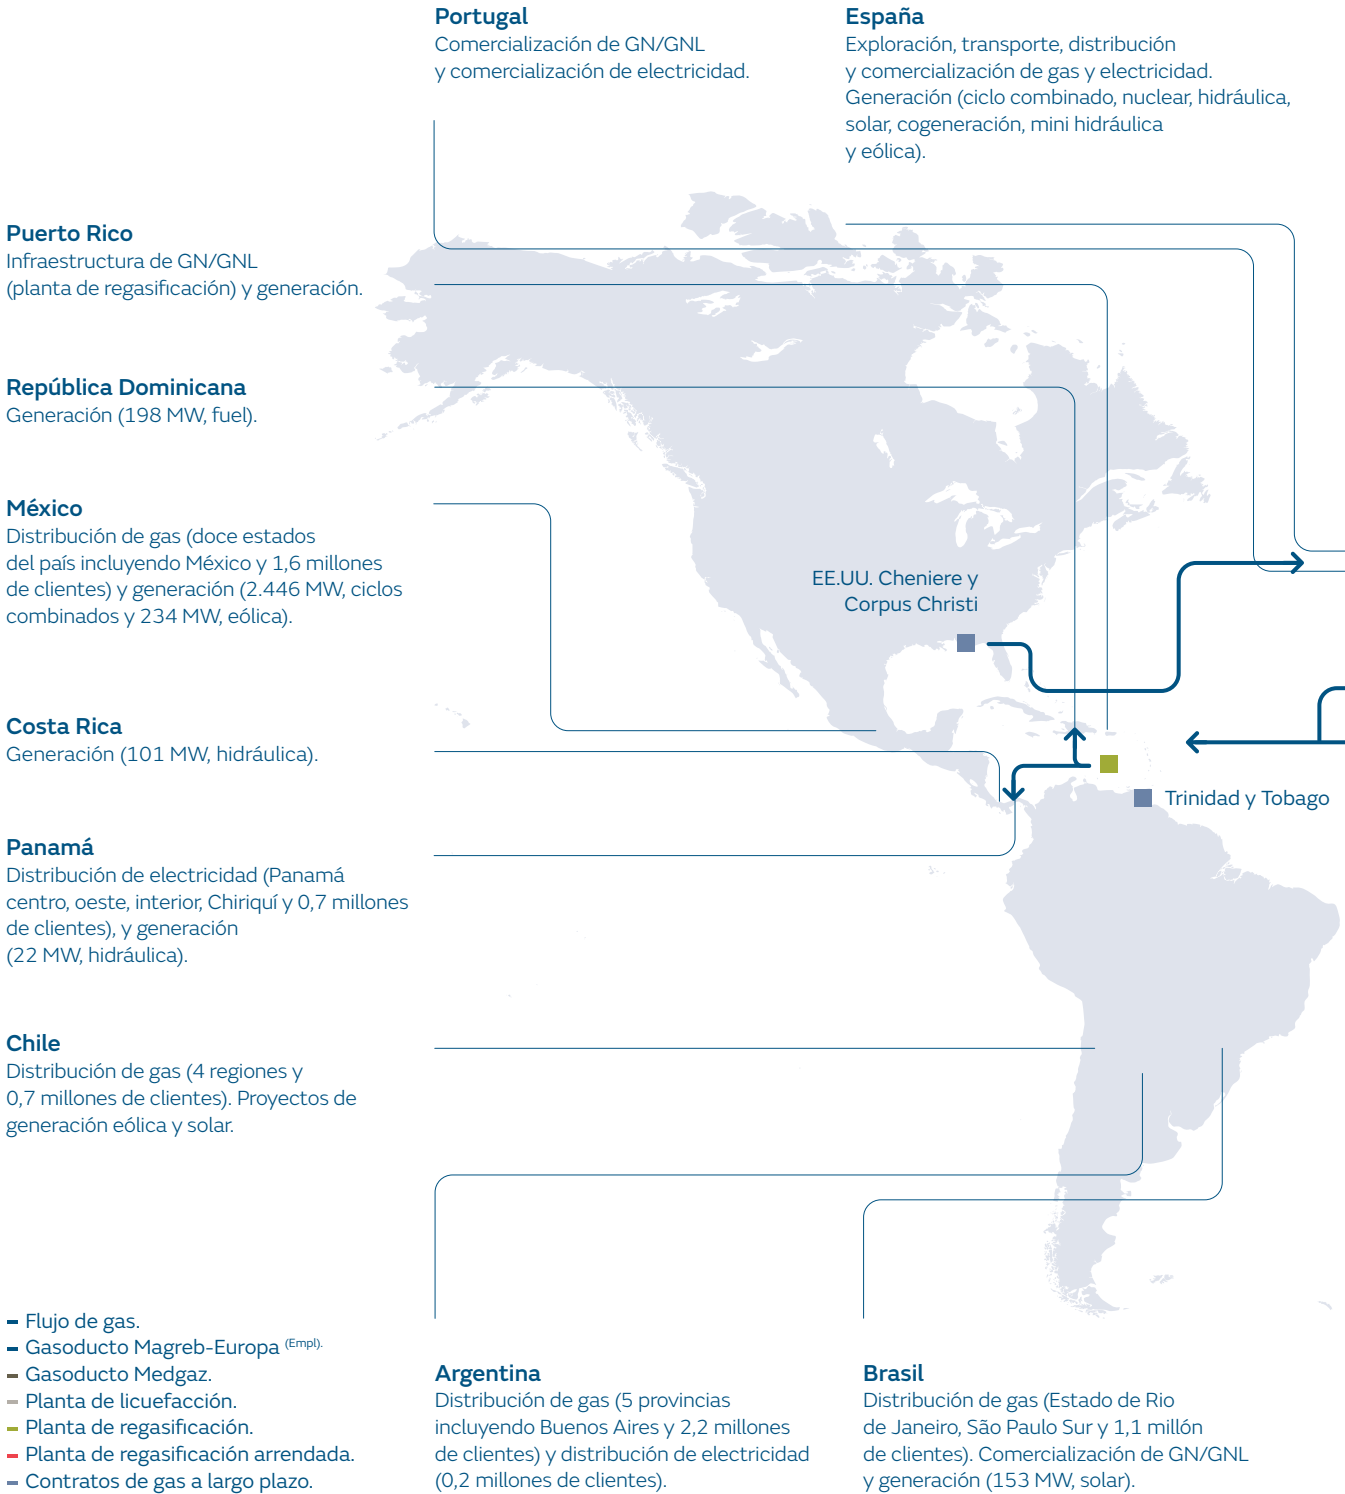 Portugal
Comercialización de GN/GNL
y comercialización de electricidad.
España
Exploración, transporte, distribución
y comercialización de gas y electricidad.
Generación (ciclo combinado, nuclear, hidráulica,
solar, cogeneración, mini hidráulica
y eólica).
Puerto Rico
Infraestructura de GN/GNL
(planta de regasificación) y generación.
República Dominicana
Generación (198 MW, fuel).
México
Distribución de gas (doce estados
del país incluyendo México y 1,6 millones
de clientes) y generación (2.446 MW, ciclos
combinados y 234 MW, eólica).
EE.UU. Cheniere y
Corpus Christi
Costa Rica
Generación (101 MW, hidráulica).
Trinidad y Tobago
Panamá
Distribución de electricidad (Panamá
centro, oeste, interior, Chiriquí y 0,7 millones
de clientes), y generación
(22 MW, hidráulica).
Chile
Distribución de gas (4 regiones y
0,7 millones de clientes). Proyectos de
generación eólica y solar.
Flujo de gas.
Gasoducto Magreb-Europa (Empl).
Gasoducto Medgaz.
Planta de licuefacción.
Planta de regasificación.
Planta de regasificación arrendada.
Contratos de gas a largo plazo.
Argentina
Distribución de gas (5 provincias
incluyendo Buenos Aires y 2,2 millones
de clientes) y distribución de electricidad
(0,2 millones de clientes).
Brasil
Distribución de gas (Estado de Rio
de Janeiro, São Paulo Sur y 1,1 millón
de clientes). Comercialización de GN/GNL
y generación (153 MW, solar).